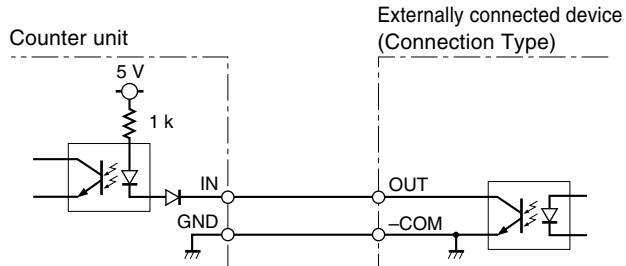 Counter unit
Externally connected device
(Connection Type)
5 V
1 k
IN
OUT
GND
–COM